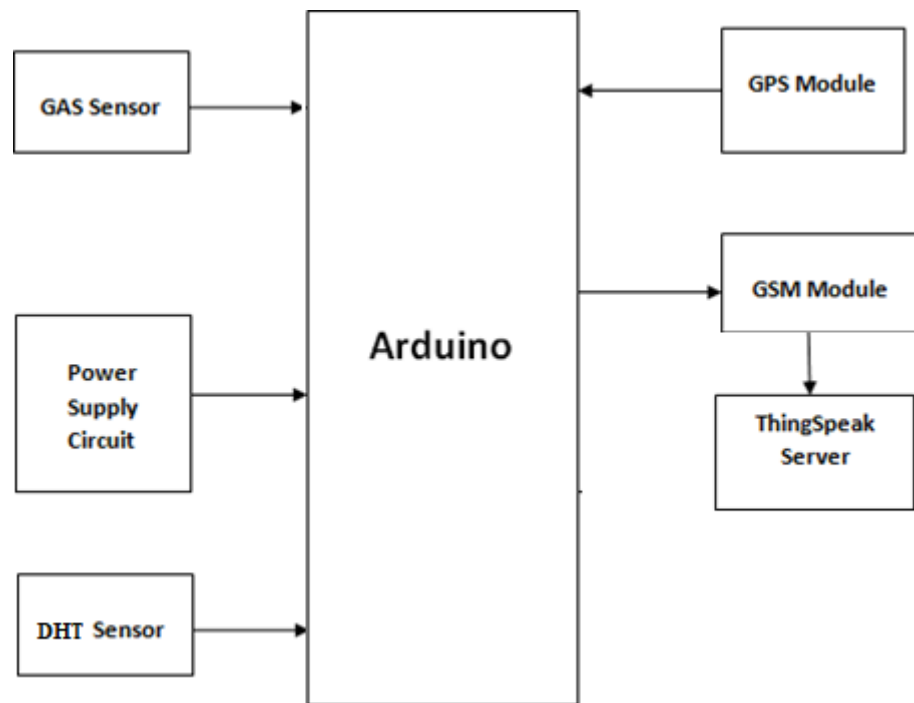 GAS Sensor
Power
Supply
Circuit
DHT Sensor
Arduino
GPS Module
GSM Module
ThingSpeak
Server